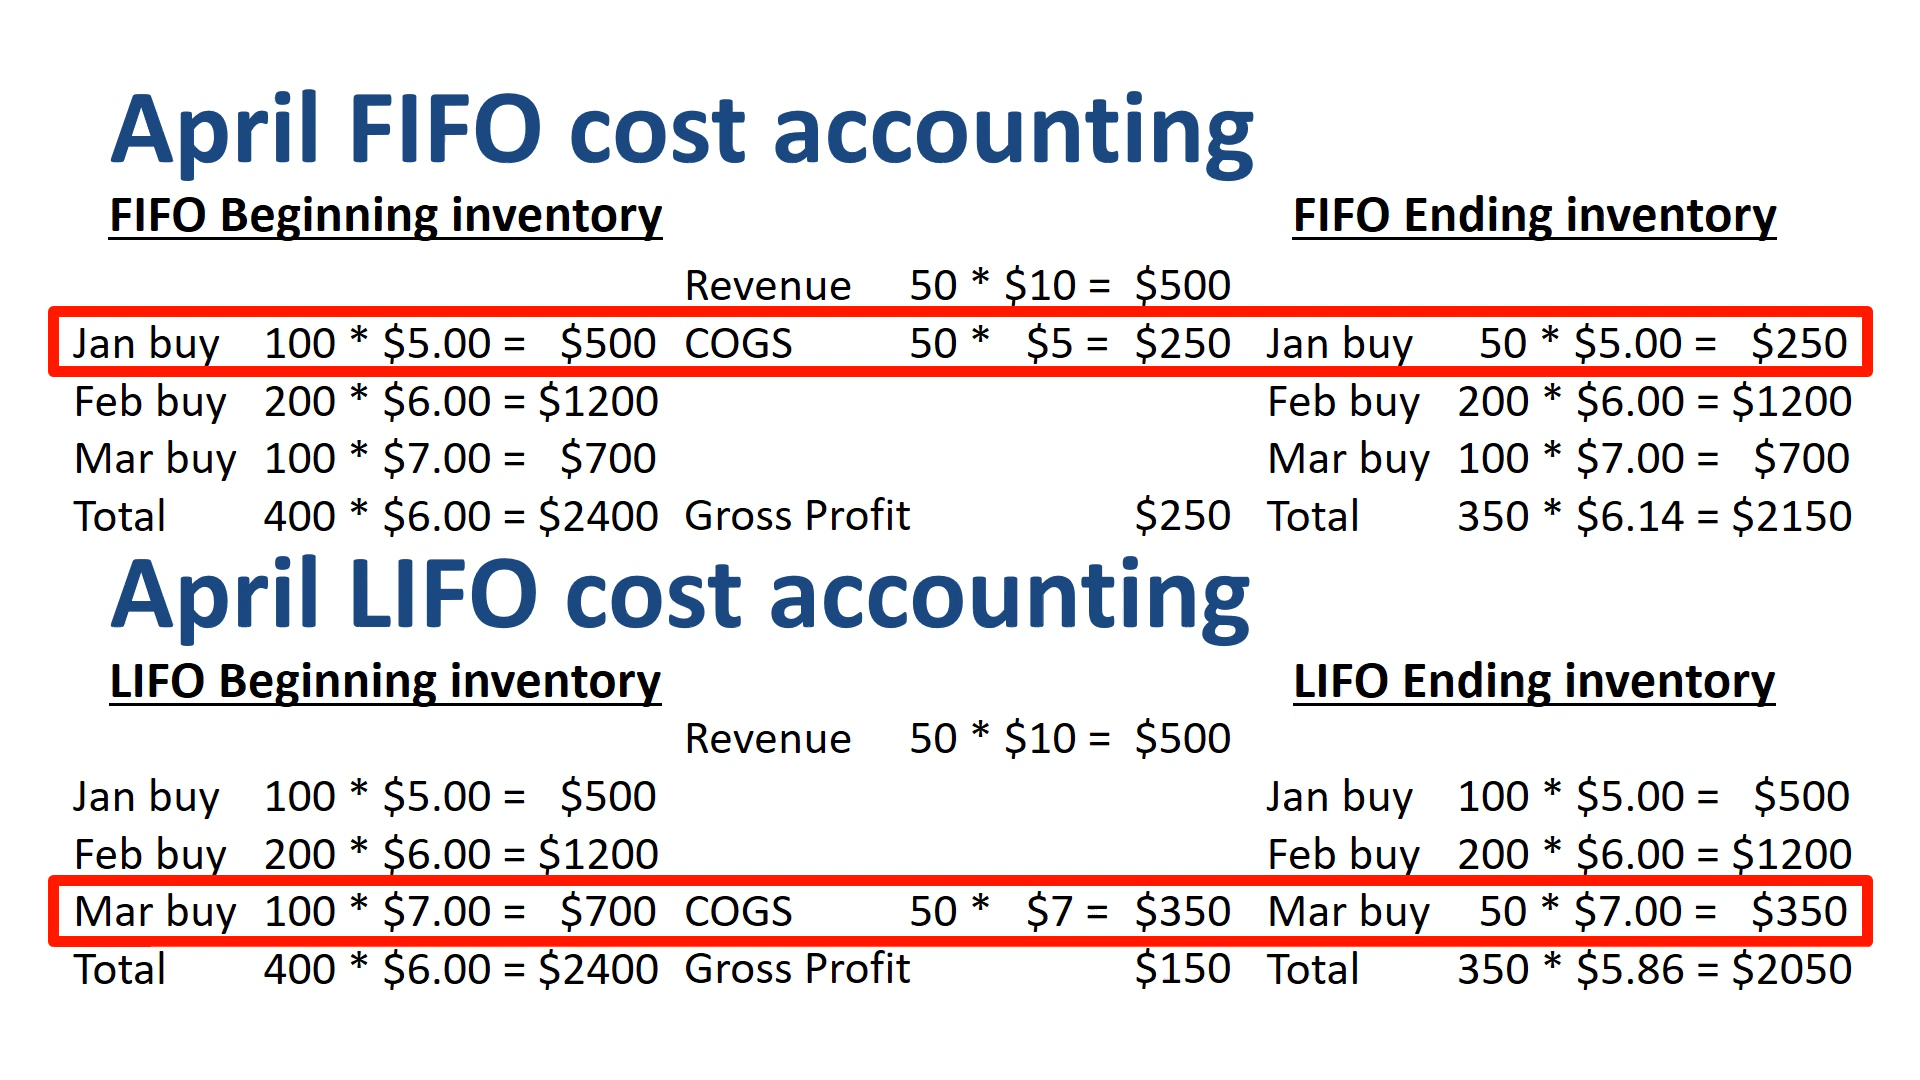 April FIFO cost accounting
FIFO Beginning inventory FIFO Ending inventory
Revenue 50 * $10 = $500
Jan buy 100 * $5.00 = $500 COGS 50 * $5 = $250 Jan buy 50 * $5.00 = $250
Feb buy 200 * $6.00 = $1200 Feb buy 200 * $6.00 = $1200
Mar buy 100 * $7.00 = $700 Mar buy 100 * $7.00 = $700
Total 400 * $6.00 = $2400 Gross Profit $250 Total 350 * $6.14 = $2150
April LIFO cost accounting
LIFO Beginning inventory LIFO Ending inventory
Revenue 50 * $10 = $500
Jan buy 100 * $5.00 = $500 Jan buy 100 * $5.00 = $500
Feb buy 200 * $6.00 = $1200 Feb buy 200 * $6.00 = $1200
Mar buy 100 * $7.00 = $700 COGS 50 * $7 = $350 Mar buy 50 * $7.00 = $350
Total 400 * $6.00 = $2400 Gross Profit $150 Total 350 * $5.86 = $2050